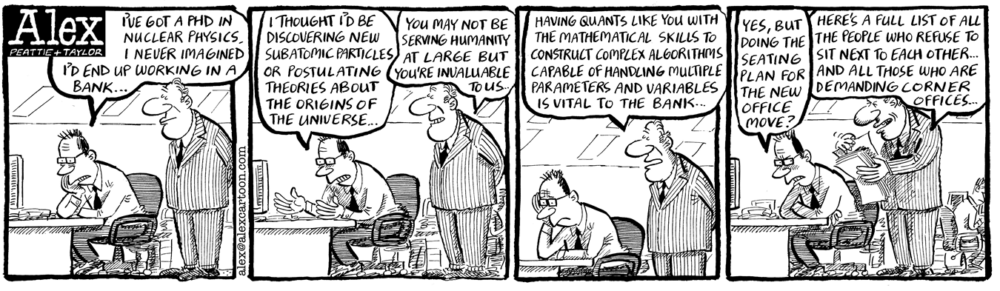 Alex
PEATTIE + TAYLOR
I'VE GOT A PHD IN
NUCLEAR PHYSICS.
I NEVER IMAGINED
I'D END UP WORKING IN A
BANK...
alex@alexcartoon.com
I THOUGHT I'D BE
DISCOVERING NEW
SUBATOMIC PARTICLES
OR POSTULATING
THEORIES ABOUT
THE ORIGINS OF
THE UNIVERSE...
YOU MAY NOT BE
SERVING HUMANITY
AT LARGE BUT
YOU'RE INVALUABLE
TO US...
HAVING QUANTS LIKE YOU WITH
THE MATHEMATICAL SKILLS TO
CONSTRUCT COMPLEX ALGORITHMS
CAPABLE OF HANDLING MULTIPLE
PARAMETERS AND VARIABLES
IS VITAL TO THE BANK...
YES, BUT
DOING THE
SEATING
PLAN FOR
THE NEW
OFFICE
MOVE?
HERE'S A FULL LIST OF ALL
THE PEOPLE WHO REFUSE TO
SIT NEXT TO EACH OTHER...
AND ALL THOSE WHO ARE
DEMANDING CORNER
OFFICES...